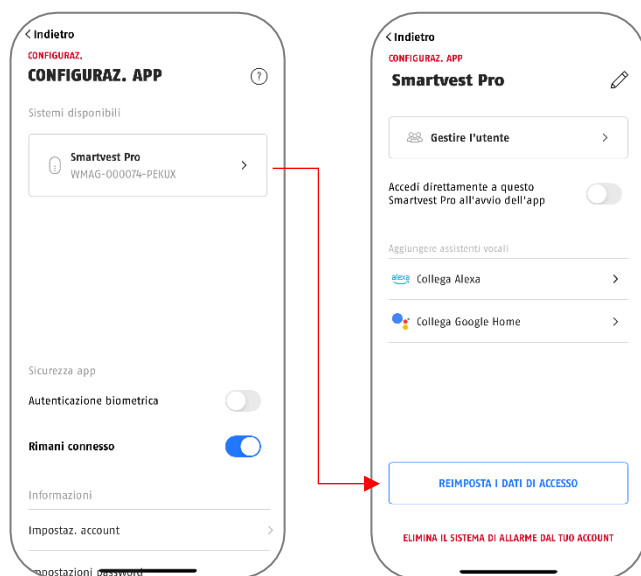 Indietro
CONFIGURAZ.
CONFIGURAZ. APP
?
Sistemi disponibili
Smartvest Pro
WMAG-000074-PEKUX
Sicurezza app
Autenticazione biometrica
Rimani connesso
Informazioni
Impostaz. account
Impostazioni password
Indietro
CONFIGURAZ. APP
Smartvest Pro
Gestire l'utente
Accedi direttamente a questo
Smartvest Pro all'avvio dell'app
Aggiungere assistenti vocali
alexa Collega Alexa
Collega Google Home
REIMPOSTA I DATI DI ACCESSO
ELIMINA IL SISTEMA DI ALLARME DAL TUO ACCOUNT